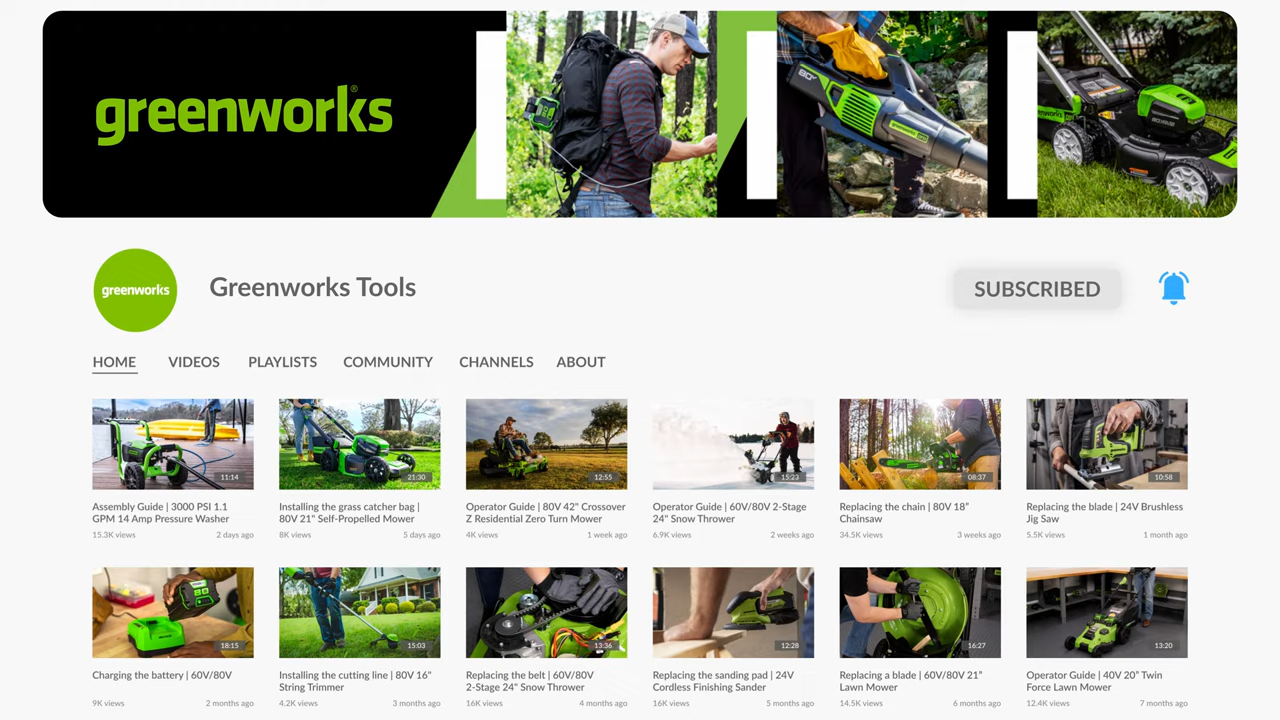 greenworks®
80V
greenworks
greenworks
Greenworks Tools
SUBSCRIBED
HOME VIDEOS PLAYLISTS COMMUNITY CHANNELS ABOUT
11:14
21:30
12:55
15:23
08:37
10:58
Assembly Guide | 3000 PSI 1.1
GPM 14 Amp Pressure Washer
15.3K views 2 days ago
Installing the grass catcher bag |
80V 21" Self-Propelled Mower
8K views 5 days ago
Operator Guide | 80V 42" Crossover
Z Residential Zero Turn Mower
4K views 1 week ago
Operator Guide | 60V/80V 2-Stage
24" Snow Thrower
6.9K views 2 weeks ago
Replacing the chain | 80V 18"
Chainsaw
34.5K views 3 weeks ago
Replacing the blade | 24V Brushless
Jig Saw
5.5K views 1 month ago
18:15
15:03
13:36
12:28
16:27
13:20
Charging the battery | 60V/80V
9K views 2 months ago
Installing the cutting line | 80V 16"
String Trimmer
4.2K views 3 months ago
Replacing the belt | 60V/80V
2-Stage 24" Snow Thrower
16K views 4 months ago
Replacing the sanding pad | 24V
Cordless Finishing Sander
16K views 5 months ago
Replacing a blade | 60V/80V 21"
Lawn Mower
14.5K views 6 months ago
Operator Guide | 40V 20" Twin
Force Lawn Mower
12.4K views 7 months ago